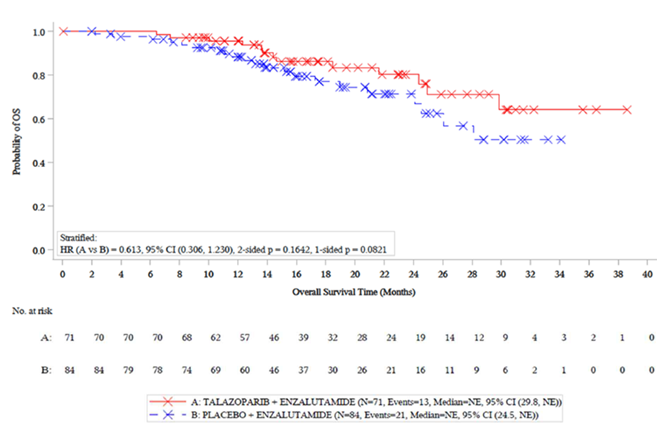 Probability of OS
1.0
0.8
0.6
0.4
0.2
0.0
Stratified:
HR (A vs B) = 0.613, 95% CI (0.306, 1.230), 2-sided p = 0.1642, 1-sided p = 0.0821
0 2 4 6 8 10 12 14 16 18 20 22 24 26 28 30 32 34 36 38 40
Overall Survival Time (Months)
No. at risk
A: 71 70 70 70 68 62 57 46 39 32 28 24 19 14 12 9 4 3 2 1 0
B: 84 84 79 78 74 69 60 46 37 30 26 21 16 11 9 6 2 1 0 0 0
A: TALAZOPARIB + ENZALUTAMIDE (N=71, Events=13, Median=NE, 95% CI (29.8, NE))
B: PLACEBO + ENZALUTAMIDE (N=84, Events=21, Median=NE, 95% CI (24.5, NE))